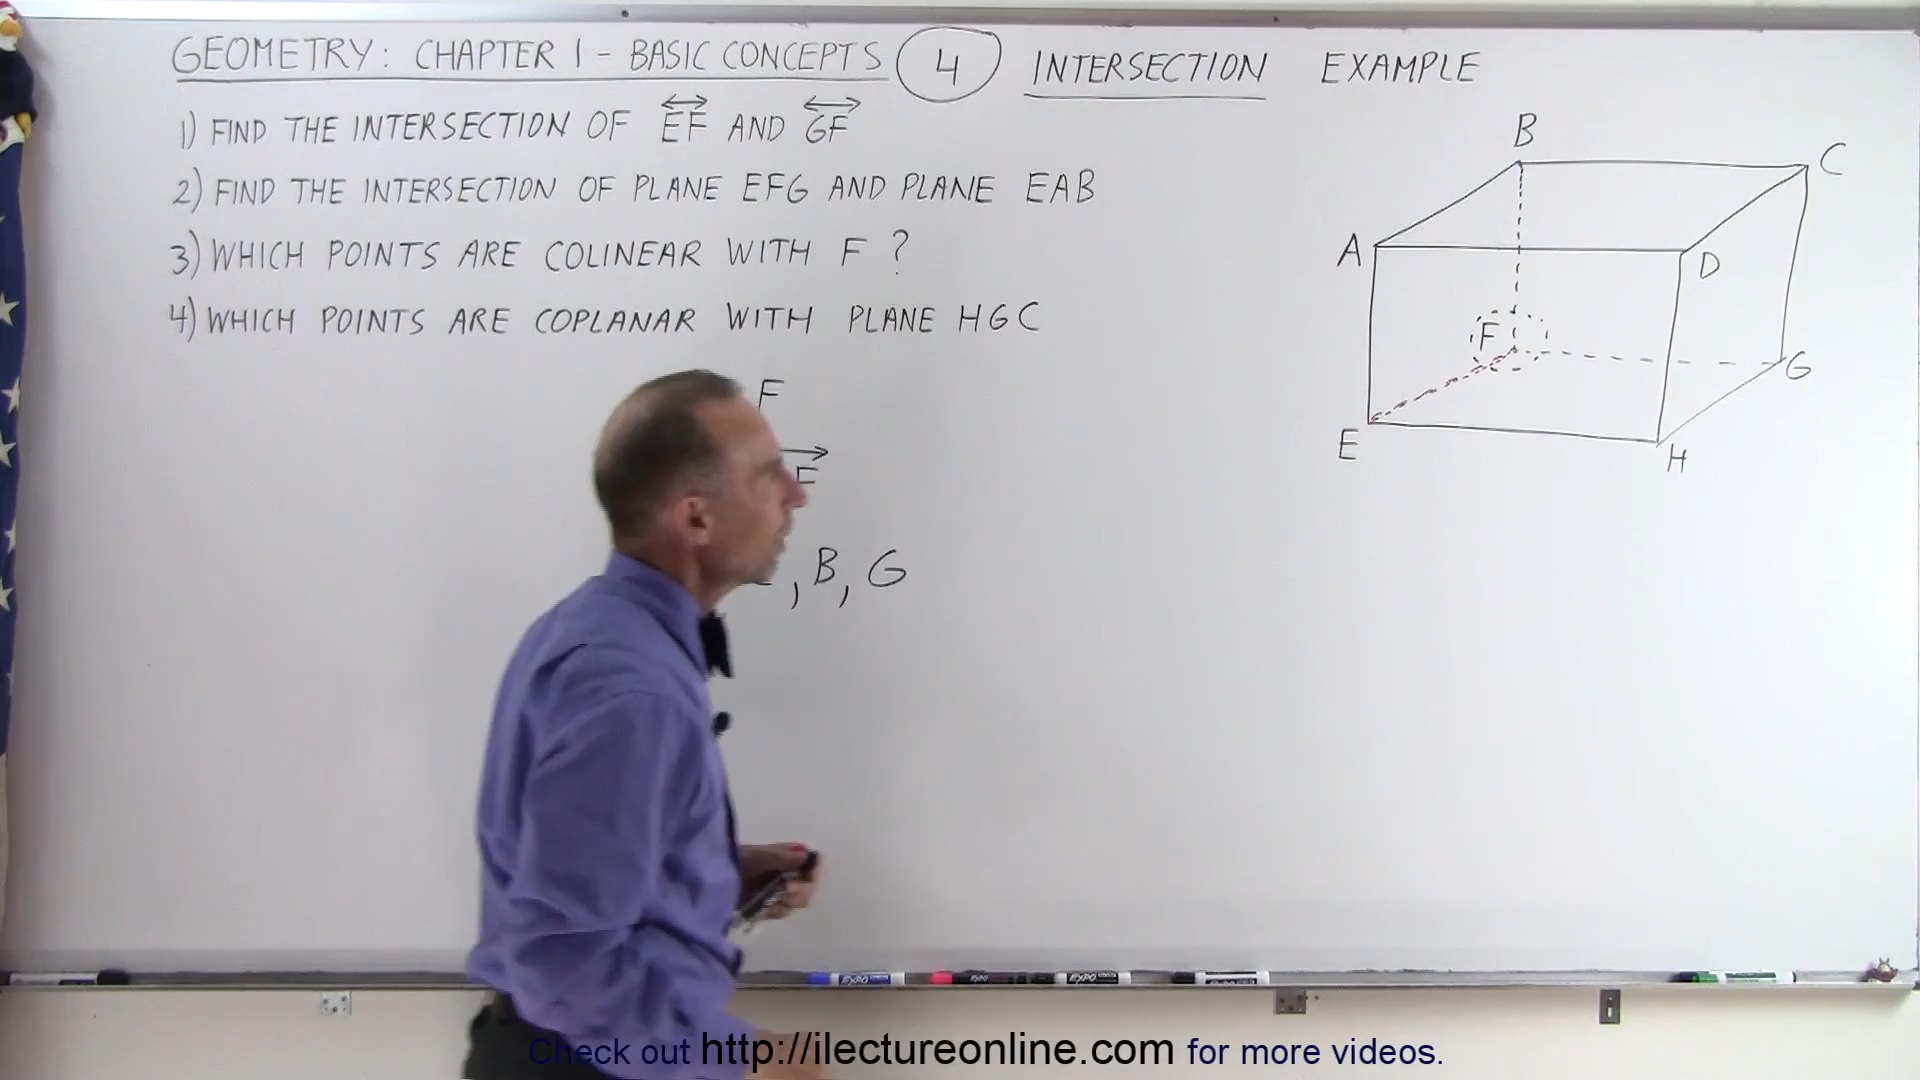 GEOMETRY: CHAPTER 1 - BASIC CONCEPTS 4 INTERSECTION EXAMPLE
1) FIND THE INTERSECTION OF EF AND GF
2) FIND THE INTERSECTION OF PLANE EFG AND PLANE EAB
3) WHICH POINTS ARE COLINEAR WITH F ?
4) WHICH POINTS ARE COPLANAR WITH PLANE HGC
B
C
A
D
F
G
E
H
F
, B, G
EXPO
EXPO
Check out http://ilectureonline.com for more videos.